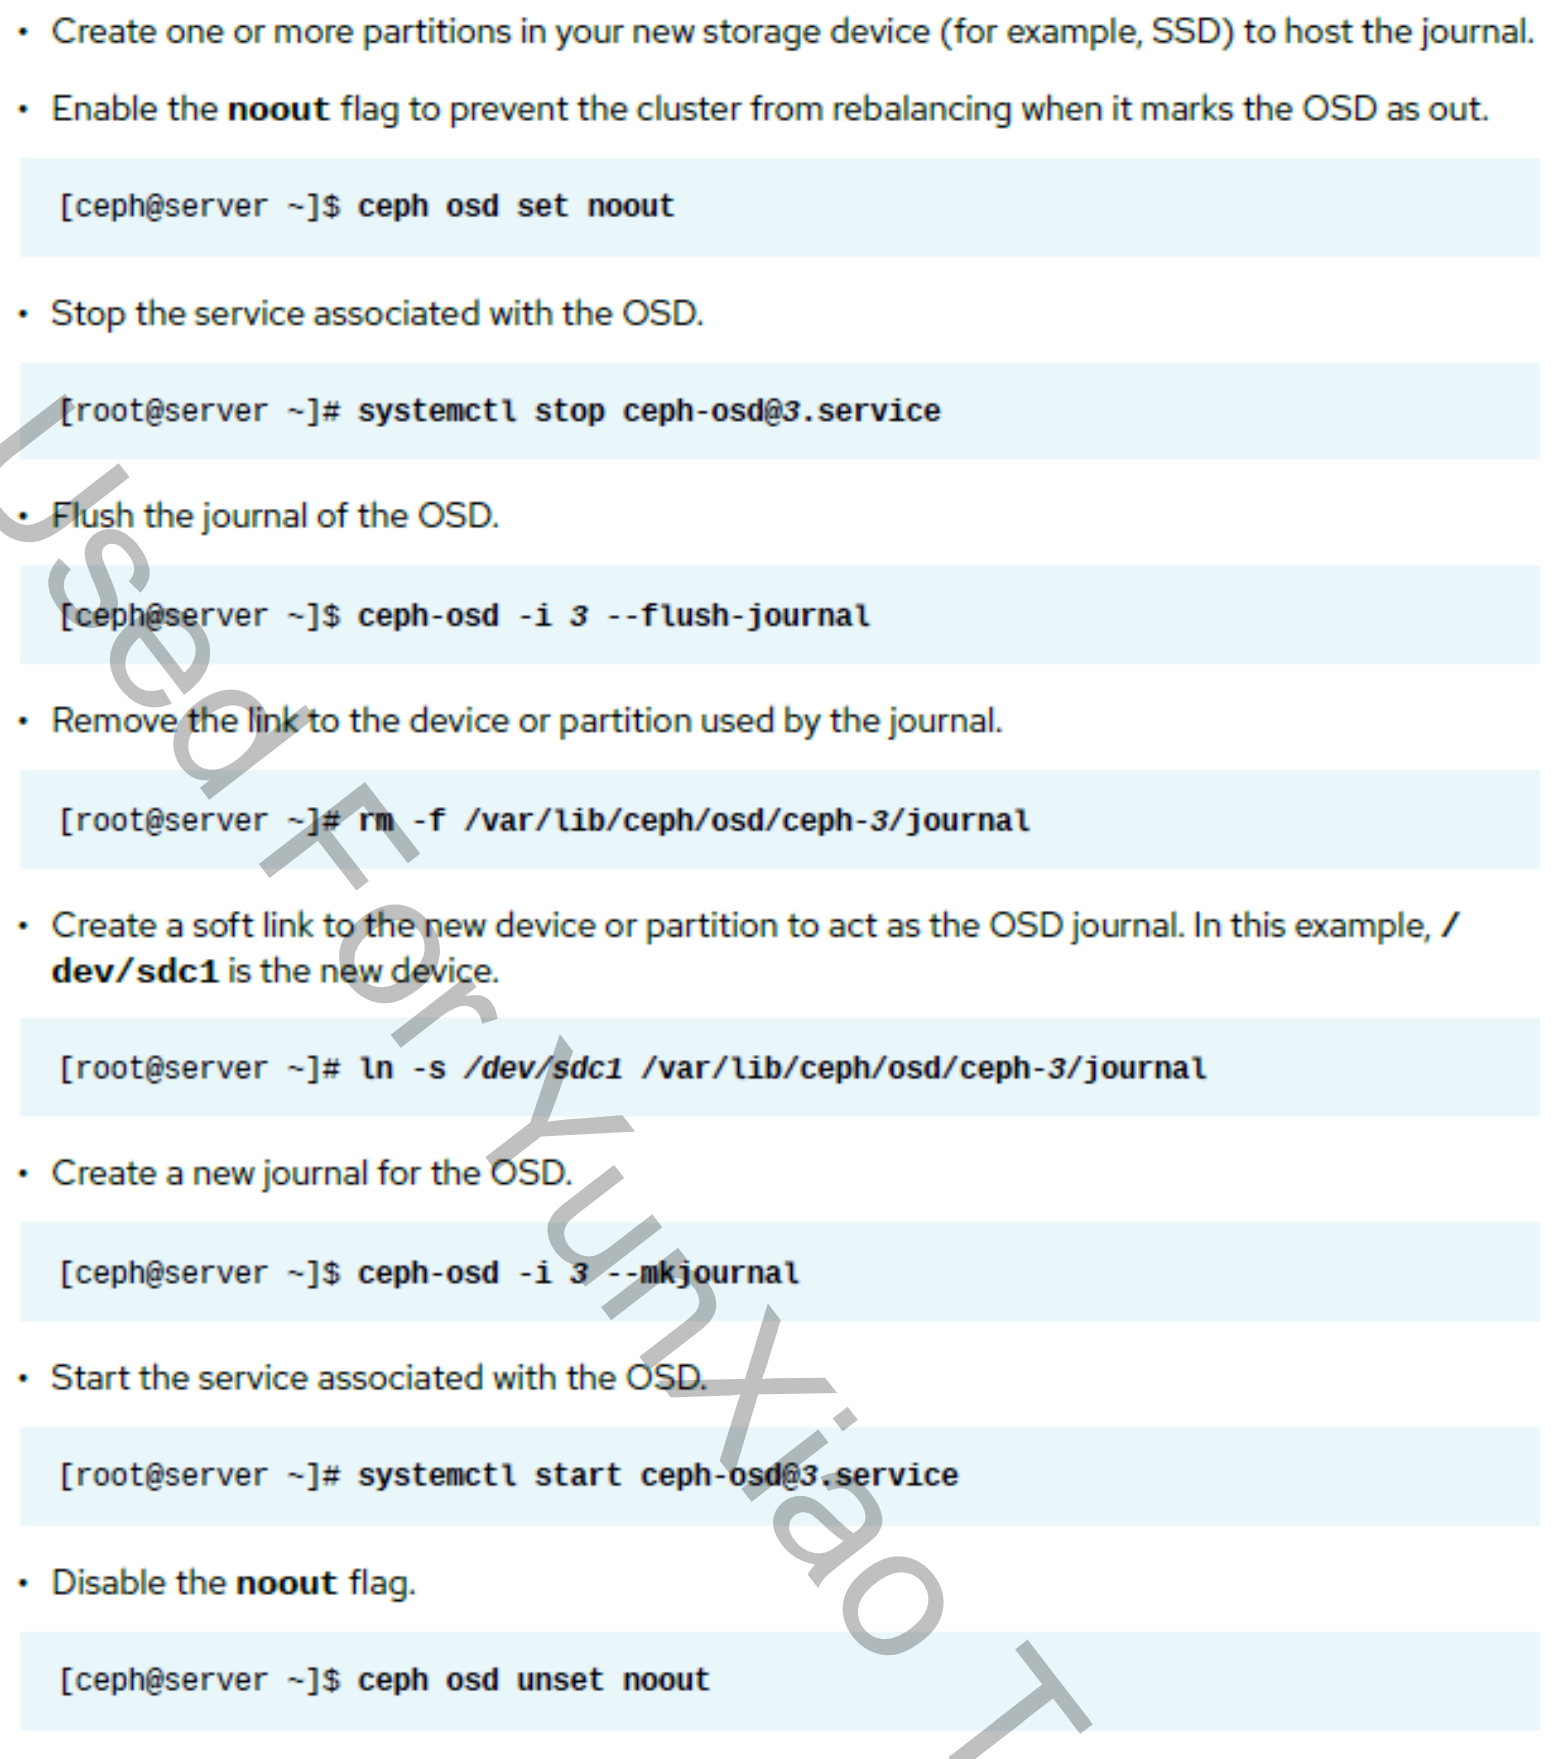 • Create one or more partitions in your new storage device (for example, SSD) to host the journal.
• Enable the noout flag to prevent the cluster from rebalancing when it marks the OSD as out.
[ceph@server ~]$ ceph osd set noout
• Stop the service associated with the OSD.
[root@server ~]# systemctl stop ceph-osd@3.service
• Flush the journal of the OSD.
[ceph@server ~]$ ceph-osd -i 3 --flush-journal
• Remove the link to the device or partition used by the journal.
[root@server ~]# rm -f /var/lib/ceph/osd/ceph-3/journal
• Create a soft link to the new device or partition to act as the OSD journal. In this example, /
dev/sdc1 is the new device.
[root@server ~]# ln -s /dev/sdc1 /var/lib/ceph/osd/ceph-3/journal
• Create a new journal for the OSD.
[ceph@server ~]$ ceph-osd -i 3 --mkjournal
• Start the service associated with the OSD.
[root@server ~]# systemctl start ceph-osd@3.service
• Disable the noout flag.
[ceph@server ~]$ ceph osd unset noout
Used For YunXiao T